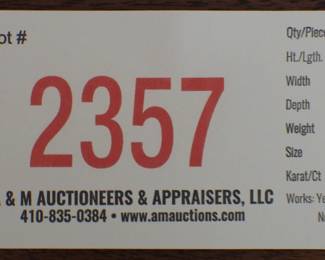 ot #
2357
& M AUCTIONEERS & APPRAISERS, LLC
410-835-0384 • www.amauctions.com
Qty/Piece
Ht./Lgth.
Width
Depth
Weight
Size
Karat/Ct
Works: Ye
N